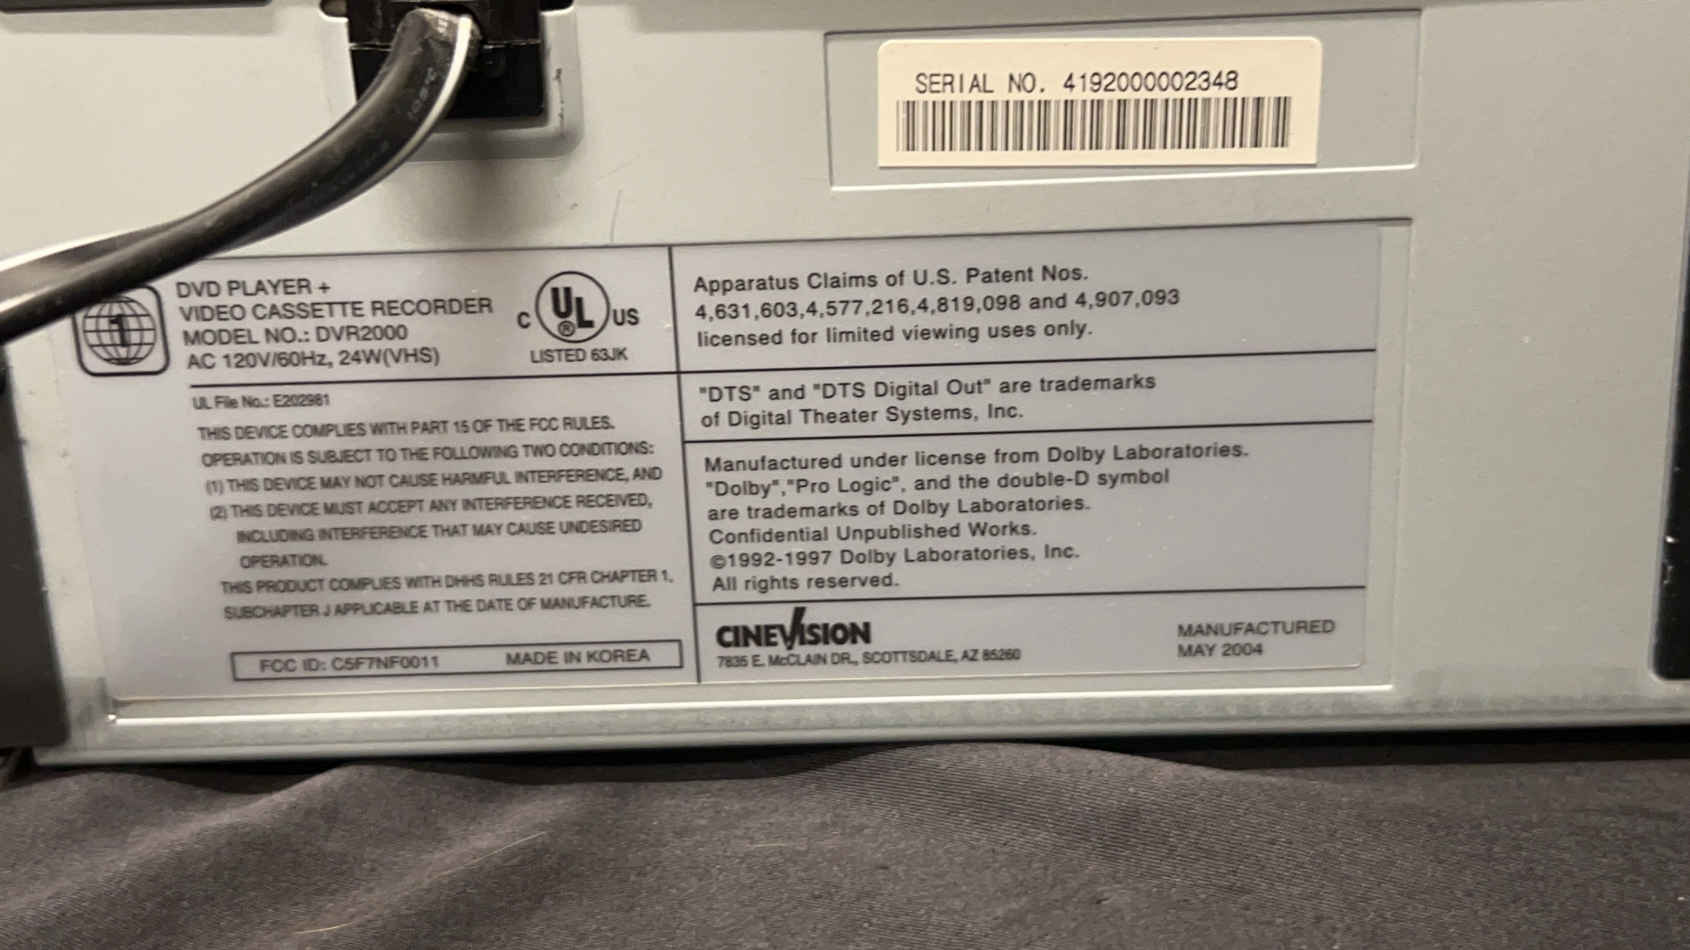 SERIAL NO. 4192000002348
DVD PLAYER +
VIDEO CASSETTE RECORDER
MODEL NO.: DVR2000
AC 120V/60Hz, 24W(VHS)
1
C UL ® US
LISTED 63JK
UL File No.: E202981
THIS DEVICE COMPLIES WITH PART 15 OF THE FCC RULES.
OPERATION IS SUBJECT TO THE FOLLOWING TWO CONDITIONS:
(1) THIS DEVICE MAY NOT CAUSE HARMFUL INTERFERENCE, AND
(2) THIS DEVICE MUST ACCEPT ANY INTERFERENCE RECEIVED,
INCLUDING INTERFERENCE THAT MAY CAUSE UNDESIRED
OPERATION.
THIS PRODUCT COMPLIES WITH DHHS RULES 21 CFR CHAPTER 1,
SUBCHAPTER J APPLICABLE AT THE DATE OF MANUFACTURE.
FCC ID: C5F7NF0011 MADE IN KOREA
Apparatus Claims of U.S. Patent Nos.
4,631,603,4,577,216,4,819,098 and 4,907,093
licensed for limited viewing uses only.
"DTS" and "DTS Digital Out" are trademarks
of Digital Theater Systems, Inc.
Manufactured under license from Dolby Laboratories.
"Dolby","Pro Logic", and the double-D symbol
are trademarks of Dolby Laboratories.
Confidential Unpublished Works.
©1992-1997 Dolby Laboratories, Inc.
All rights reserved.
CINEVISION
7835 E. McCLAIN DR., SCOTTSDALE, AZ 85260
MANUFACTURED
MAY 2004